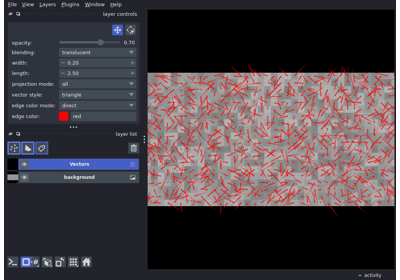 File View Layers Plugins Window Help
layer controls
opacity: 0.70
blending: translucent
width: - 0.20 +
length: - 2.50 +
projection mode: all
vector style: triangle
edge color mode: direct
edge color: red
layer list
Vectors
background
activity